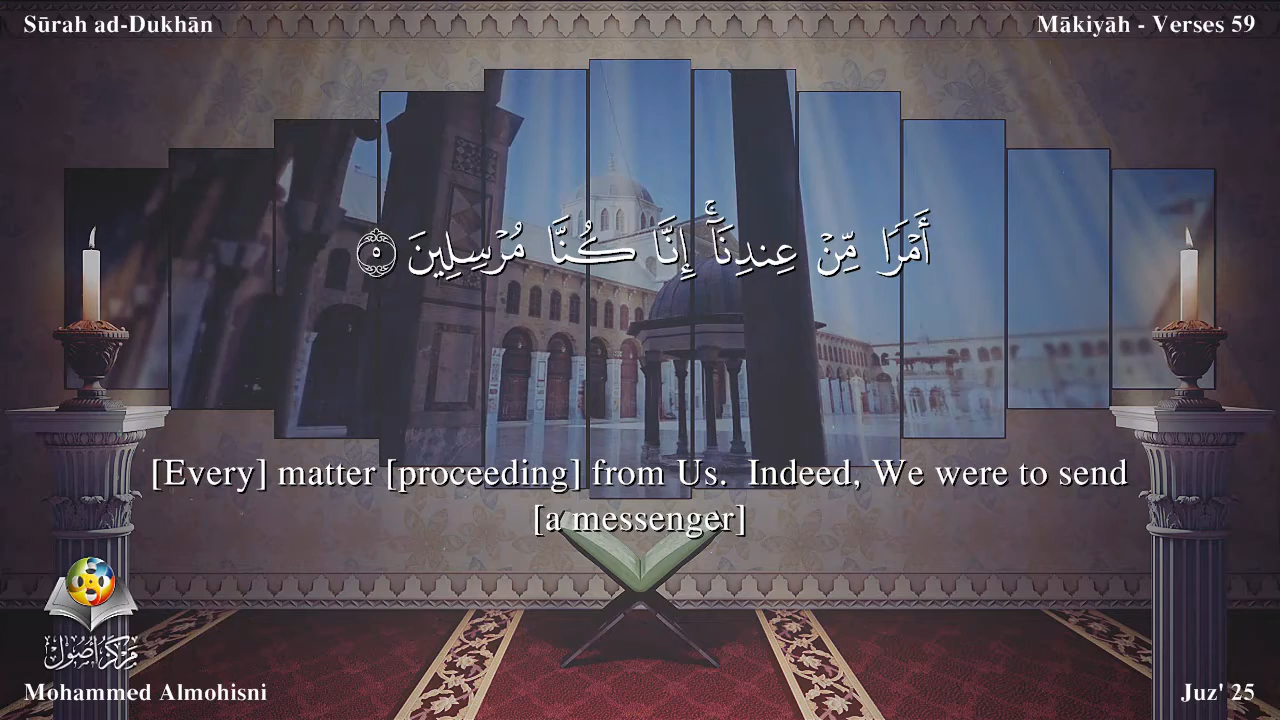 Sūrah ad-Dukhān
Mākiyāh - Verses 59
أَمۡرٗا مِّنۡ عِندِنَآۚ إِنَّا كُنَّا مُرۡسِلِينَ ٥
[Every] matter [proceeding] from Us.  Indeed, We were to send
[a messenger]
مركز أصول
Mohammed Almohisni
Juz' 25